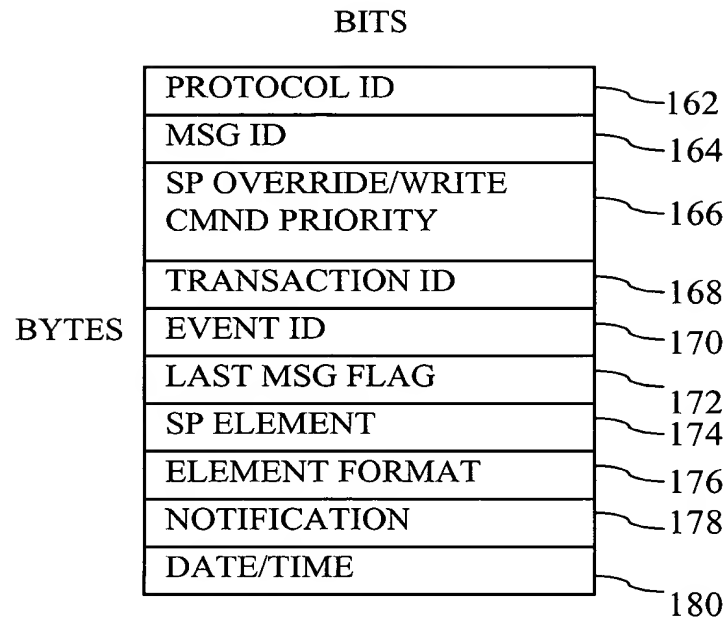 BITS
PROTOCOL ID 162
MSG ID 164
SP OVERRIDE/WRITE
CMND PRIORITY 166
TRANSACTION ID 168
BYTES
EVENT ID 170
LAST MSG FLAG 172
SP ELEMENT 174
ELEMENT FORMAT 176
NOTIFICATION 178
DATE/TIME 180